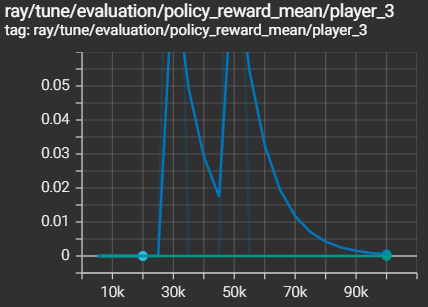 ray/tune/evaluation/policy_reward_mean/player_3
tag: ray/tune/evaluation/policy_reward_mean/player_3
0.05
0.04
0.03
0.02
0.01
0
10k 30k 50k 70k 90k